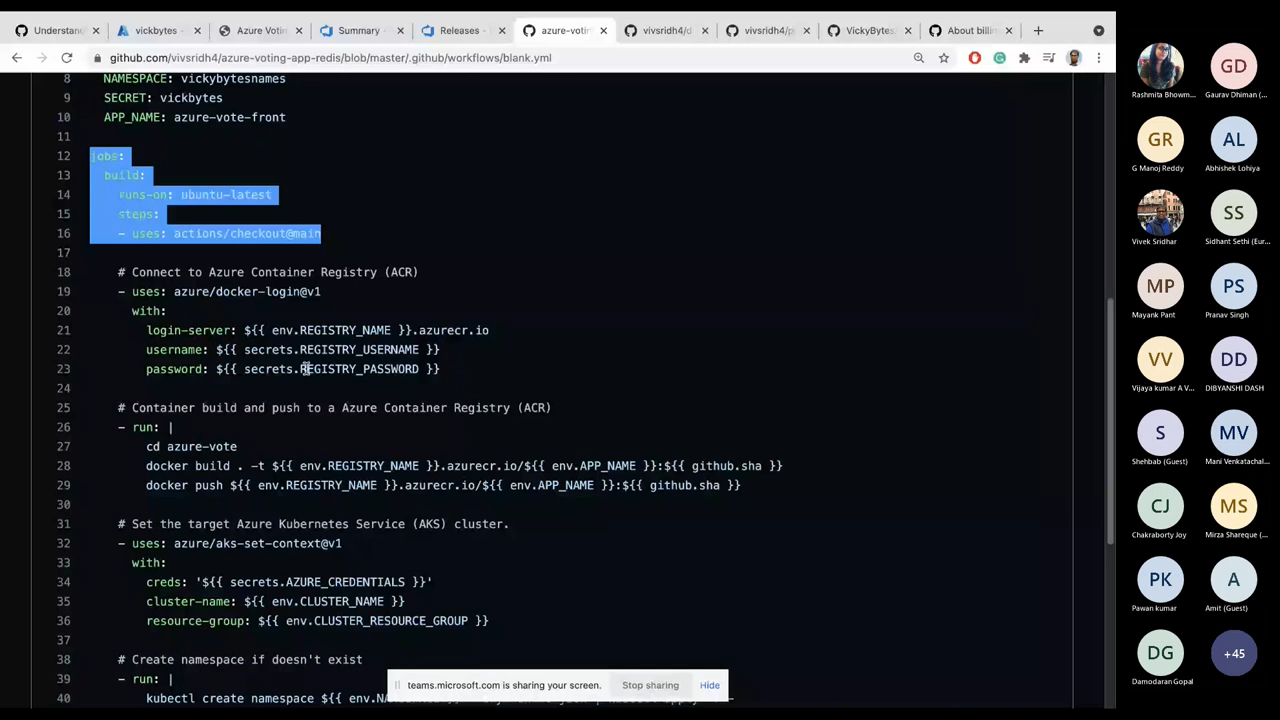 Understan
vickbytes
Azure Voti
Summary -
Releases -
azure-voti
vivsridh4/d
vivsridh4/p
VickyBytes
About billin
github.com/vivsridh4/azure-voting-app-redis/blob/master/.github/workflows/blank.yml
8 NAMESPACE: vickybytesnames
9 SECRET: vickbytes
10 APP_NAME: azure-vote-front
11
12 jobs:
13 build:
14 runs-on: ubuntu-latest
15 steps:
16 - uses: actions/checkout@main
17
18 # Connect to Azure Container Registry (ACR)
19 - uses: azure/docker-login@v1
20 with:
21 login-server: ${{ env.REGISTRY_NAME }}.azurecr.io
22 username: ${{ secrets.REGISTRY_USERNAME }}
23 password: ${{ secrets.REGISTRY_PASSWORD }}
24
25 # Container build and push to a Azure Container Registry (ACR)
26 - run: |
27 cd azure-vote
28 docker build . -t ${{ env.REGISTRY_NAME }}.azurecr.io/${{ env.APP_NAME }}:${{ github.sha }}
29 docker push ${{ env.REGISTRY_NAME }}.azurecr.io/${{ env.APP_NAME }}:${{ github.sha }}
30
31 # Set the target Azure Kubernetes Service (AKS) cluster.
32 - uses: azure/aks-set-context@v1
33 with:
34 creds: '${{ secrets.AZURE_CREDENTIALS }}'
35 cluster-name: ${{ env.CLUSTER_NAME }}
36 resource-group: ${{ env.CLUSTER_RESOURCE_GROUP }}
37
38 # Create namespace if doesn't exist
39 - run: |
40 kubectl create namespace ${{ env
teams.microsoft.com is sharing your screen.
Stop sharing
Hide
Rashmita Bhowm...
GD
Gaurav Dhiman (...
GR
G Manoj Reddy
AL
Abhishek Lohiya
Vivek Sridhar
SS
Sidhant Sethi (Eur...
MP
Mayank Pant
PS
Pranav Singh
VV
Vijaya kumar A V...
DD
DIBYANSHI DASH
S
Shehbab (Guest)
MV
Mani Venkatachal...
CJ
Chakraborty Joy
MS
Mirza Shareque (...
PK
Pawan kumar
A
Amit (Guest)
DG
Damodaran Gopal
+45